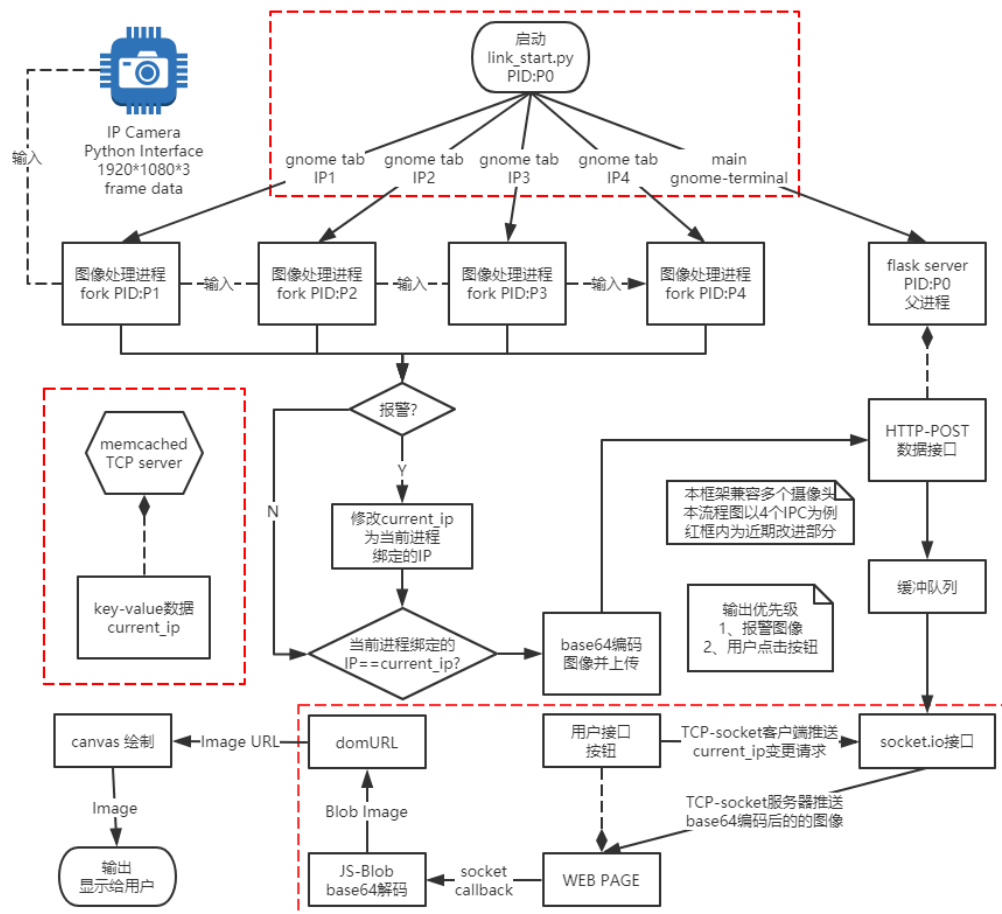 启动
link_start.py
PID:P0
IP Camera
Python Interface
1920*1080*3
frame data
输入
gnome tab
IP1
gnome tab
IP2
gnome tab
IP3
gnome tab
IP4
main
gnome-terminal
图像处理进程
fork PID:P1
输入
图像处理进程
fork PID:P2
输入
图像处理进程
fork PID:P3
输入
图像处理进程
fork PID:P4
flask server
PID:P0
父进程
报警?
memcached
TCP server
HTTP-POST
数据接口
Y
N
修改current_ip
为当前进程
绑定的IP
本框架兼容多个摄像头
本流程图以4个IPC为例
红框内为近期改进部分
key-value数据
current_ip
缓冲队列
输出优先级
1、报警图像
2、用户点击按钮
当前进程绑定的
IP==current_ip?
base64编码
图像并上传
canvas 绘制
Image URL
domURL
用户接口
按钮
TCP-socket客户端推送
current_ip变更请求
socket.io接口
Image
Blob Image
TCP-socket服务器推送
base64编码后的的图像
输出
显示给用户
JS-Blob
base64解码
socket
callback
WEB PAGE